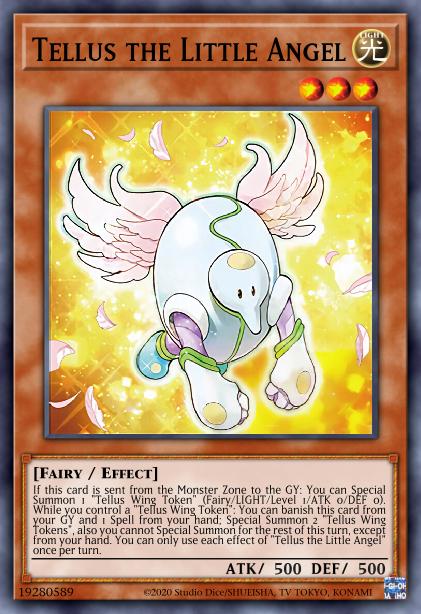 TELLUS THE LITTLE ANGEL
LIGHT
光
[FAIRY / EFFECT]
If this card is sent from the Monster Zone to the GY: You can Special
Summon 1 "Tellus Wing Token" (Fairy/LIGHT/Level 1/ATK 0/DEF 0).
While you control a "Tellus Wing Token": You can banish this card from
your GY and 1 Spell from your hand; Special Summon 2 "Tellus Wing
Tokens", also you cannot Special Summon for the rest of this turn, except
from your hand. You can only use each effect of "Tellus the Little Angel"
once per turn.
ATK/ 500 DEF/ 500
19280589
©2020 Studio Dice/SHUEISHA, TV TOKYO, KONAMI